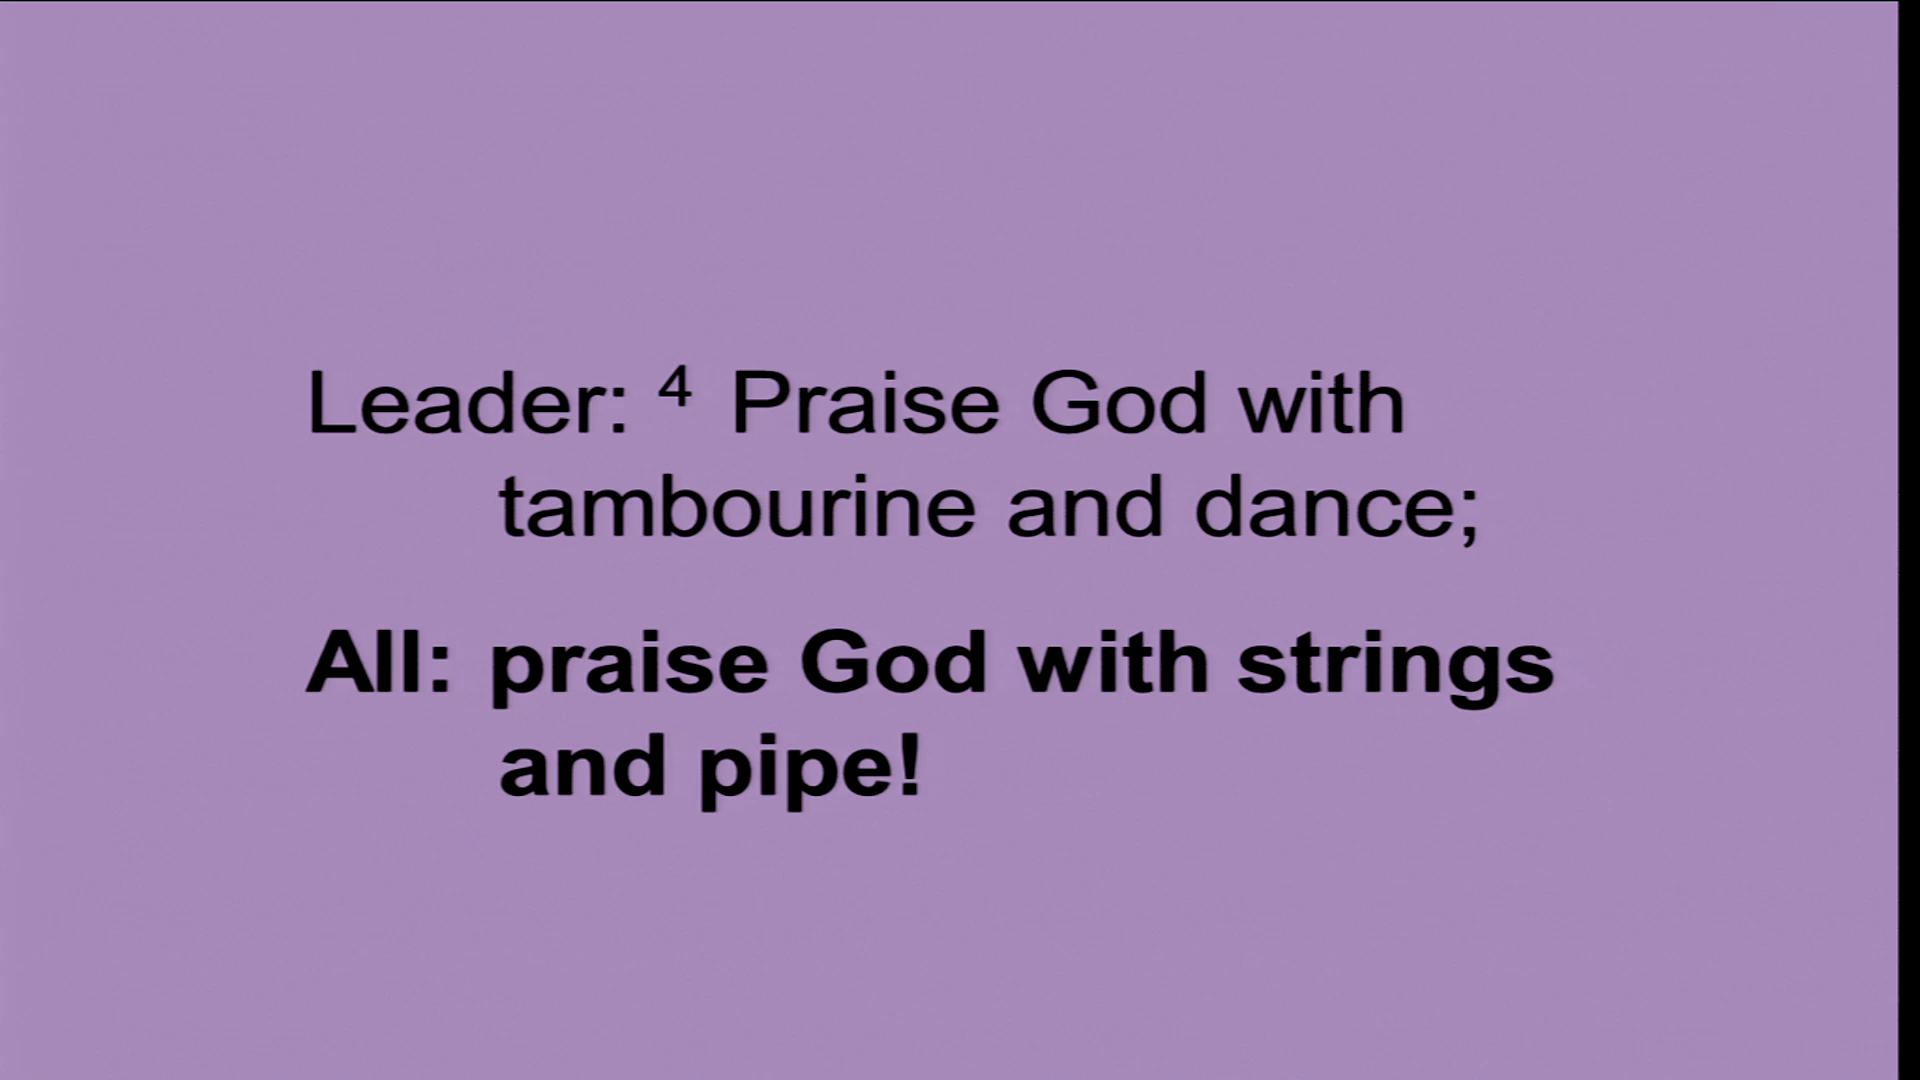 Leader: ⁴ Praise God with
tambourine and dance;
All: praise God with strings
and pipe!